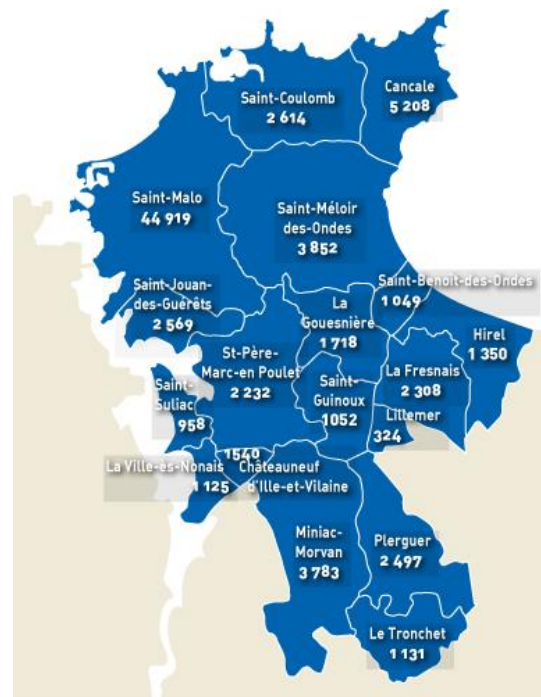 Saint-Coulomb
2 614
Cancale
5 208
Saint-Malo
44 919
Saint-Méloir
des-Ondes
3 852
Saint-Jouan-
des-Guérêts
2 569
Saint-Benoît-des-Ondes
1 049
La
Gouesnière
1 718
Hirel
1 350
St-Père-
Marc-en Poulet
2 232
La Fresnais
2 308
Saint-
Guinoux
1052
Saint-
Suliac
958
Lillemer
324
1540
Châteauneuf
d'Ille-et-Vilaine
La Ville-ès-Nonais
1 125
Miniac-
Morvan
3 783
Plerguer
2 497
Le Tronchet
1 131